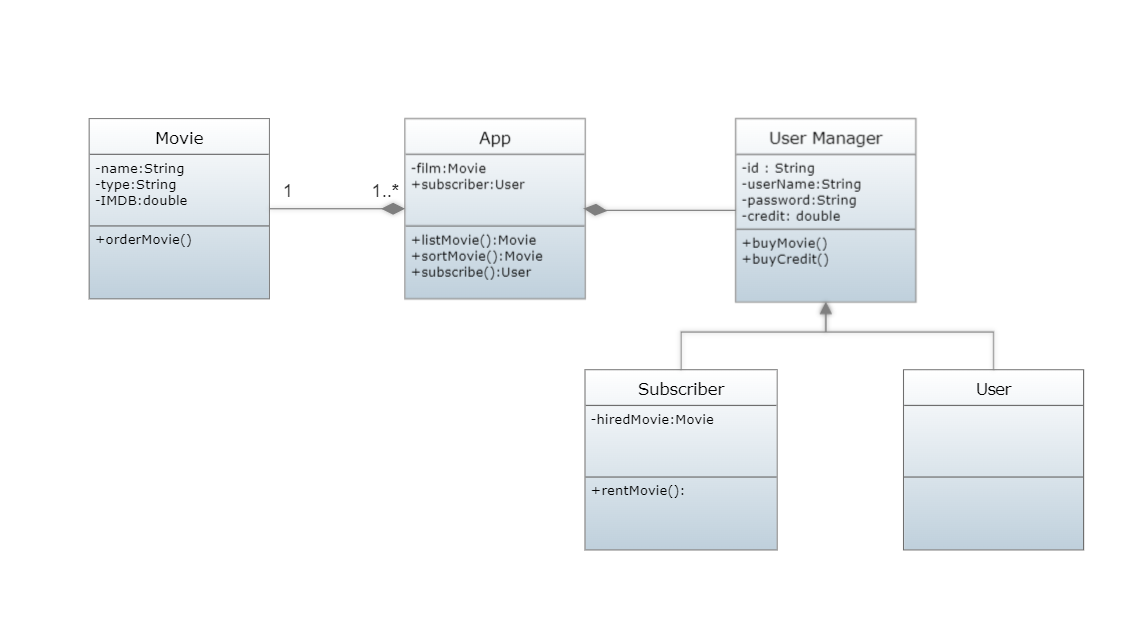 Movie
-name:String
-type:String
-IMDB:double
+orderMovie()
1
1..*
App
-film:Movie
+subscriber:User
+listMovie():Movie
+sortMovie():Movie
+subscribe():User
User Manager
-id : String
-userName:String
-password:String
-credit: double
+buyMovie()
+buyCredit()
Subscriber
-hiredMovie:Movie
+rentMovie():
User